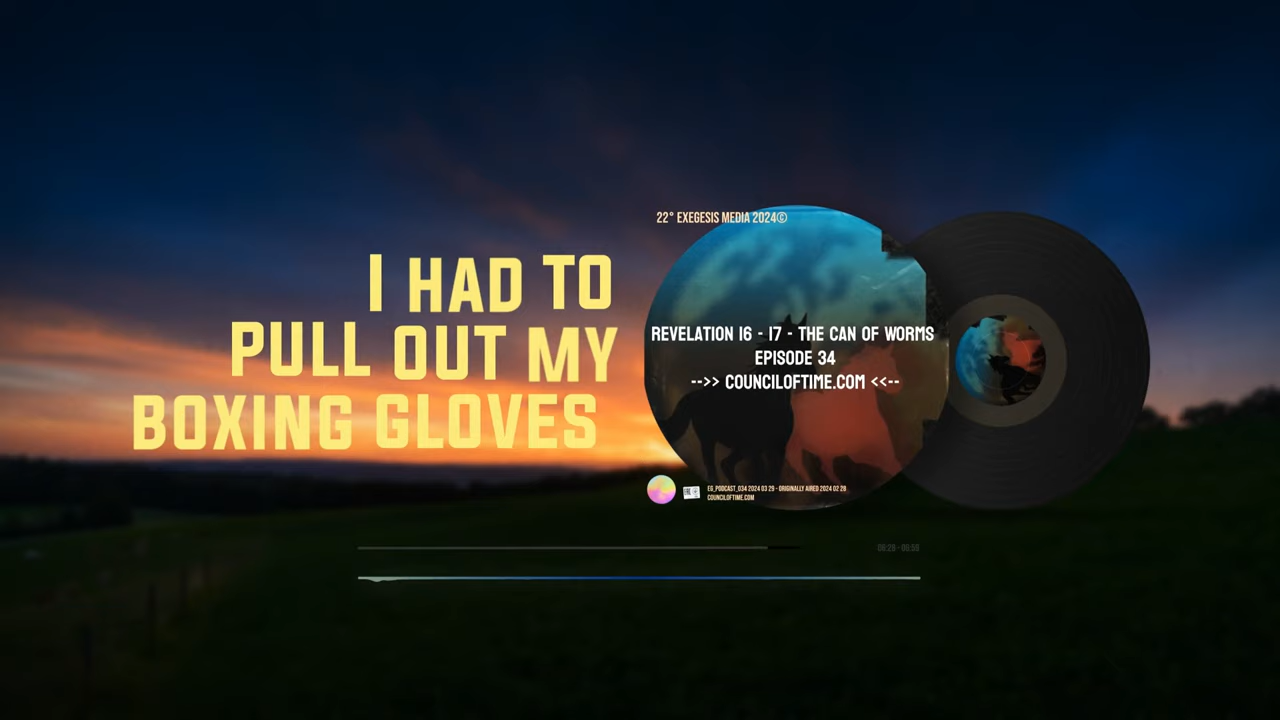 I HAD TO
PULL OUT MY
BOXING GLOVES
22° EXEGESIS MEDIA 2024©
REVELATION 16 - 17 - THE CAN OF WORMS
EPISODE 34
-->> COUNCILOFTIME.COM <<--
EG_PODCAST_034 2024 03 29 - ORIGINALLY AIRED 2024 02 28
COUNCILOFTIME.COM